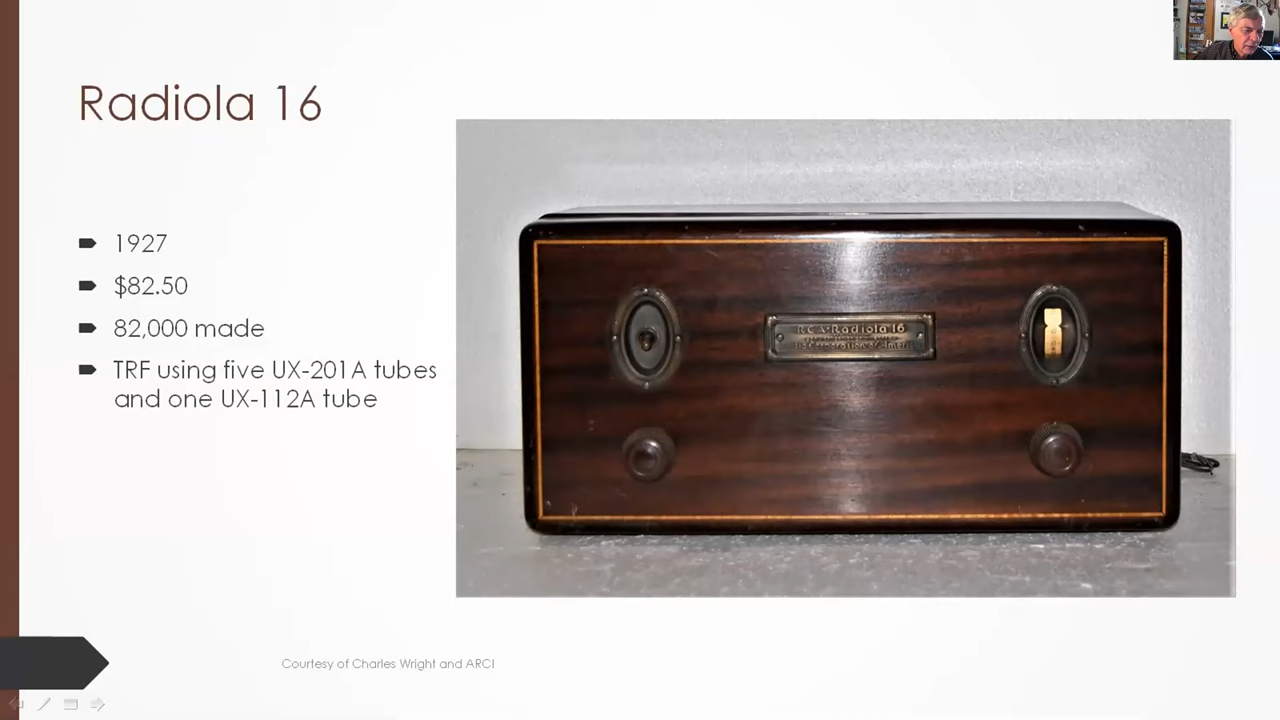 Radiola 16
1927
$82.50
82,000 made
TRF using five UX-201A tubes
and one UX-112A tube
RCA-Radiola 16
Courtesy of Charles Wright and ARCI